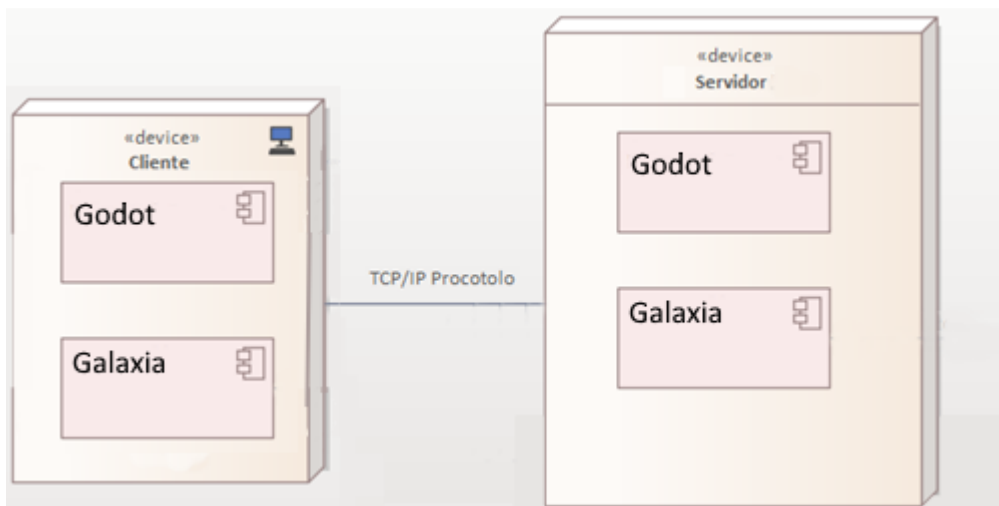 «device»
Cliente
Godot
Galaxia
TCP/IP Procotolo
«device»
Servidor
Godot
Galaxia